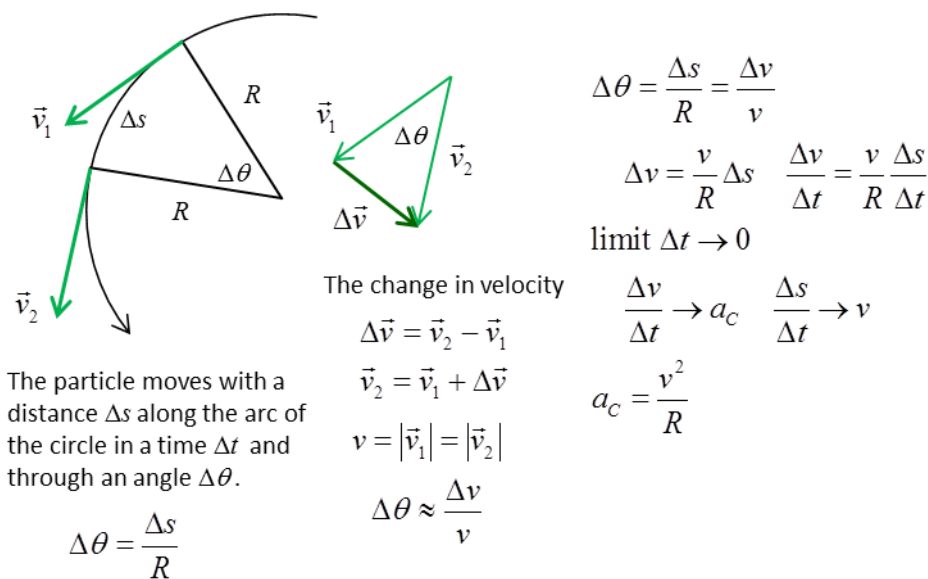 R
v⃗₁
Δs
Δθ
R
v⃗₂
The particle moves with a
distance Δs along the arc of
the circle in a time Δt and
through an angle Δθ.
Δθ = Δs/R
v⃗₁
Δθ
v⃗₂
Δv⃗
The change in velocity
Δv⃗ = v⃗₂ − v⃗₁
v⃗₂ = v⃗₁ + Δv⃗
v = |v⃗₁| = |v⃗₂|
Δθ ≈ Δv/v
Δθ = Δs/R = Δv/v
Δv = v/R Δs Δv/Δt = v/R Δs/Δt
limit Δt → 0
Δv/Δt → a_C Δs/Δt → v
a_C = v²/R